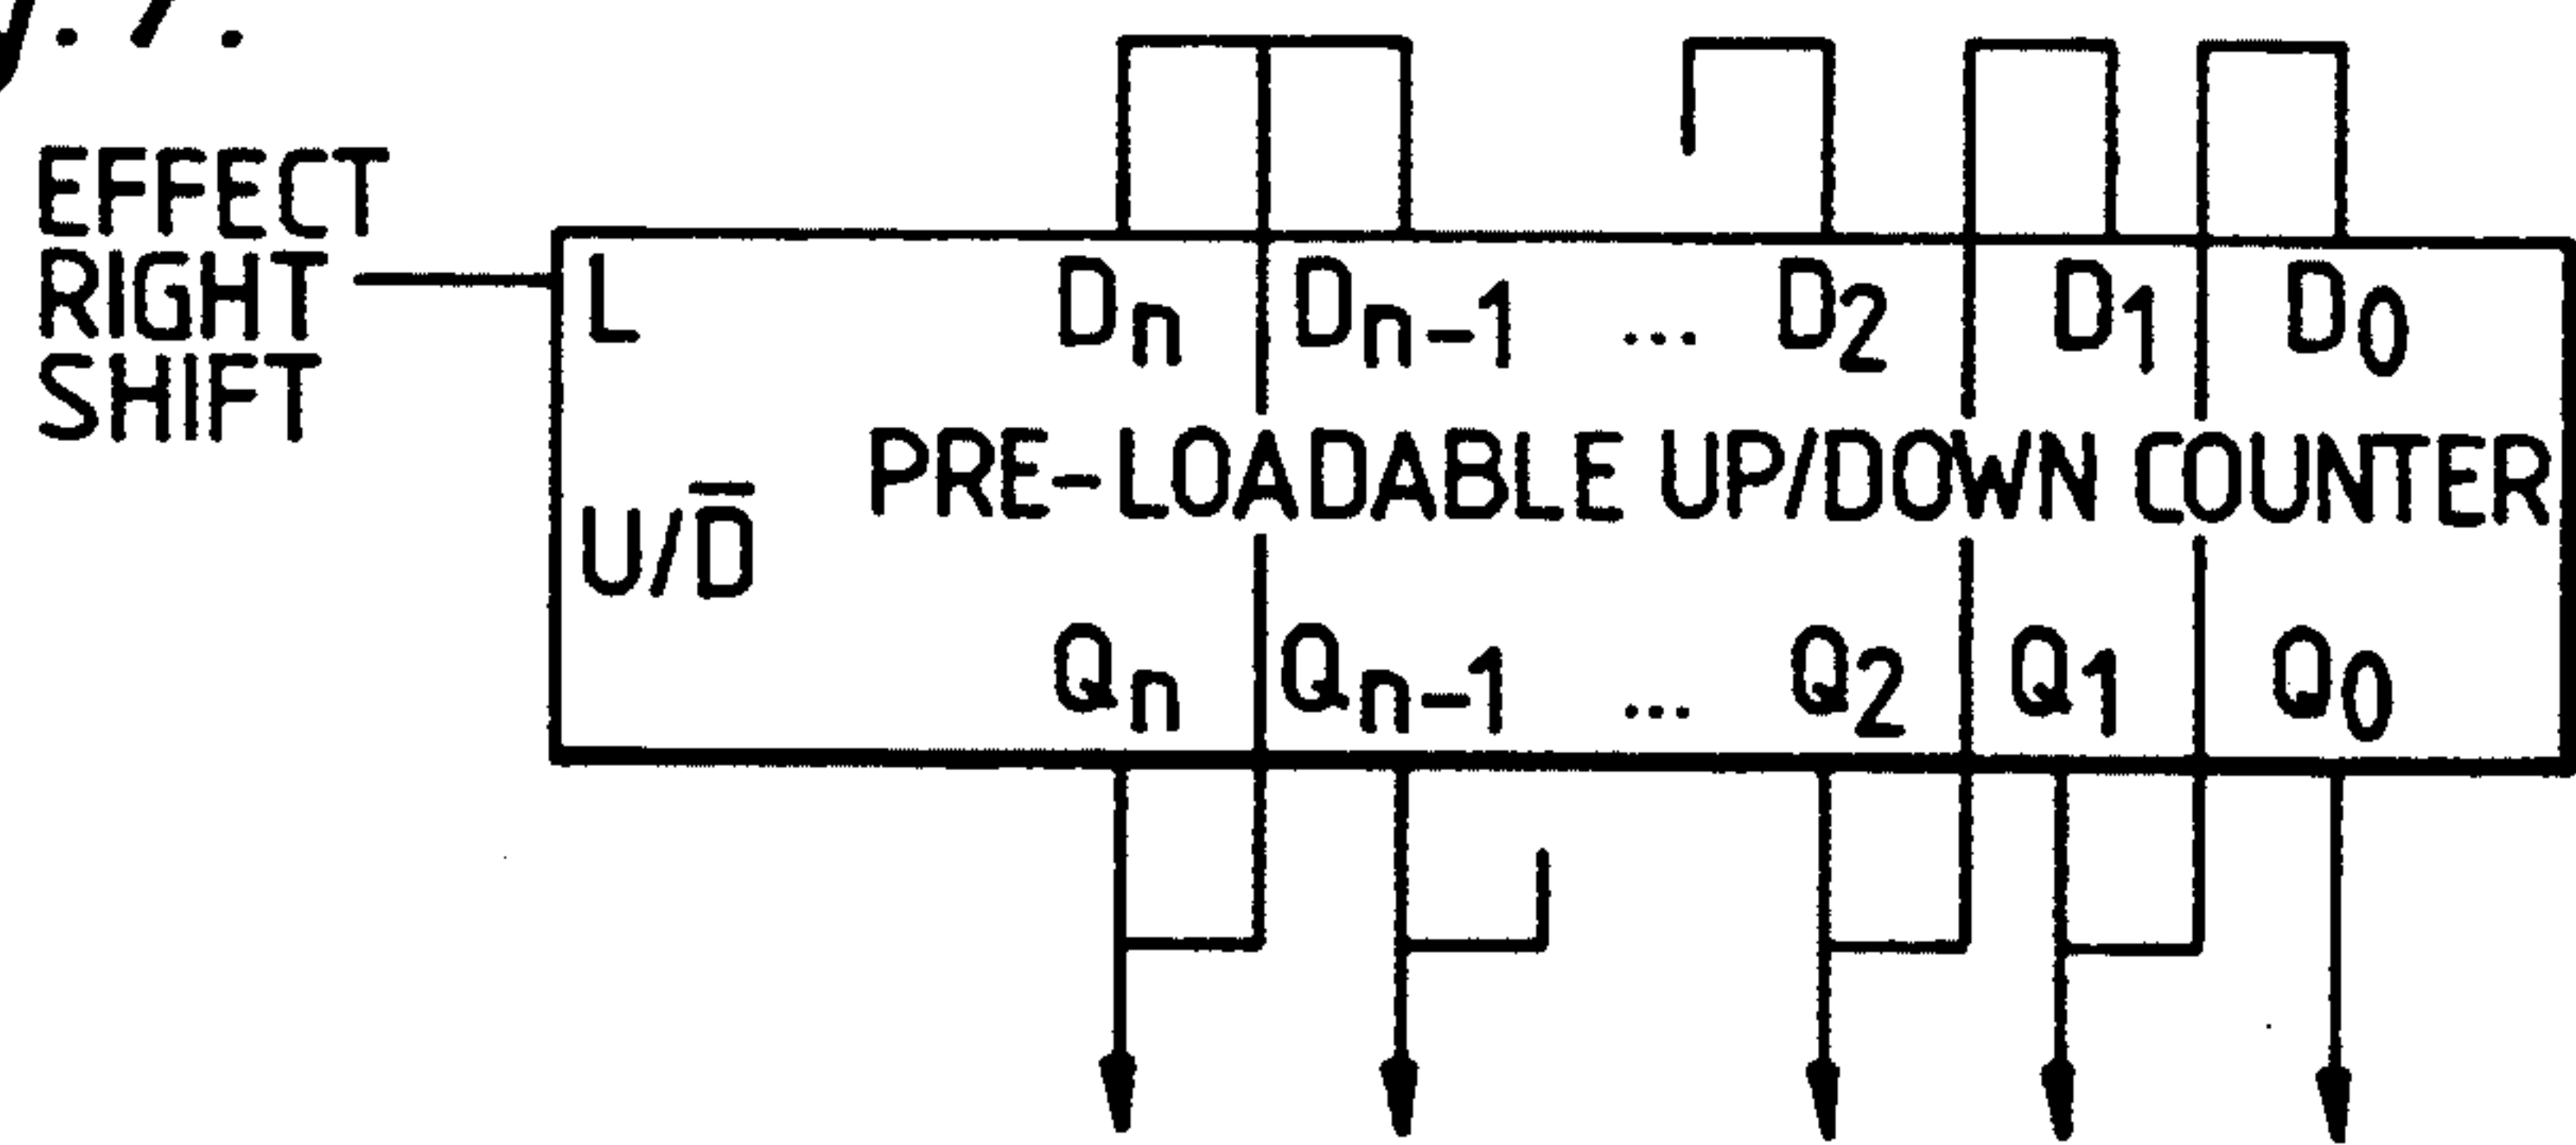 EFFECT
RIGHT
SHIFT
L Dₙ Dₙ₋₁ ... D₂ D₁ D₀
PRE-LOADABLE UP/DOWN COUNTER
U/D̅
Qₙ Qₙ₋₁ ... Q₂ Q₁ Q₀